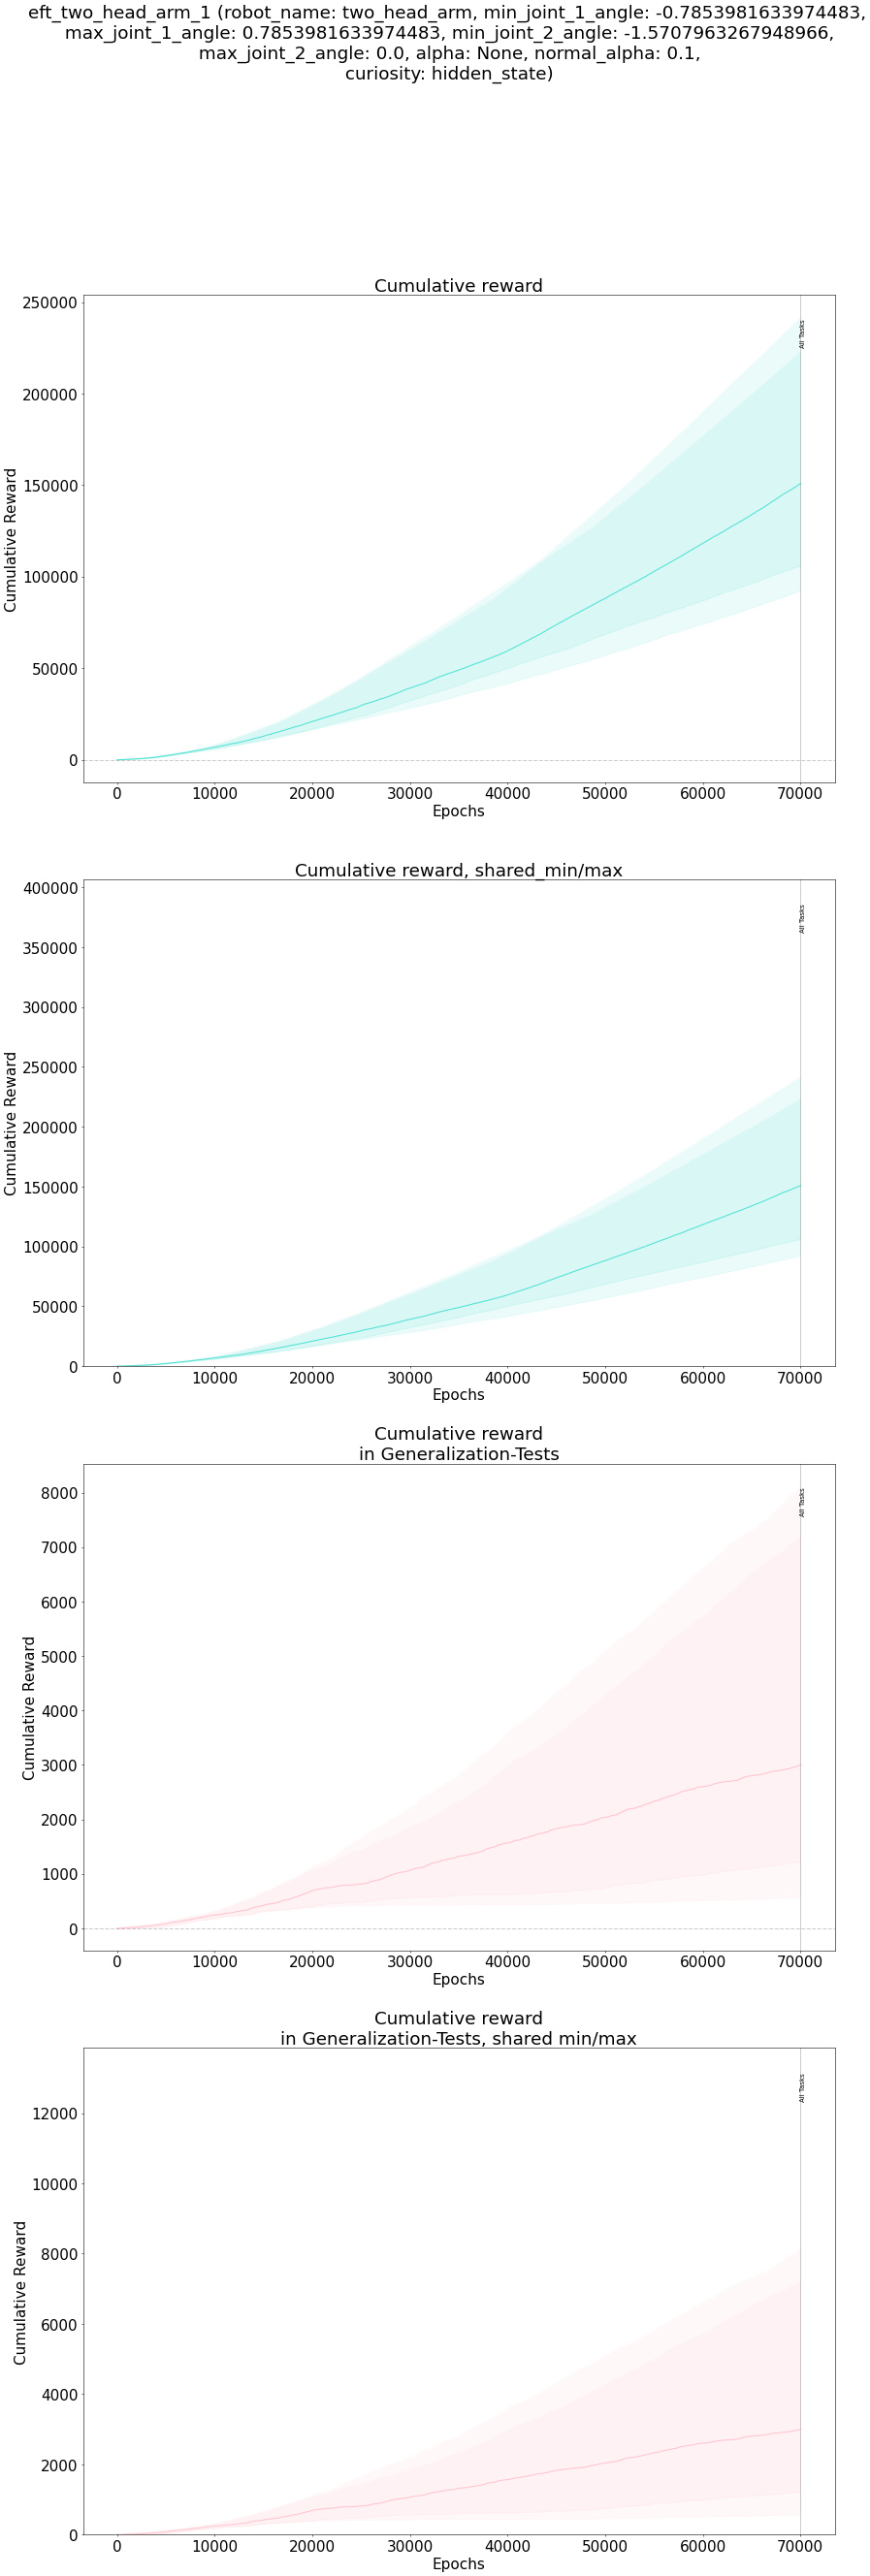 eft_two_head_arm_1 (robot_name: two_head_arm, min_joint_1_angle: -0.7853981633974483,
max_joint_1_angle: 0.7853981633974483, min_joint_2_angle: -1.5707963267948966,
max_joint_2_angle: 0.0, alpha: None, normal_alpha: 0.1,
curiosity: hidden_state)
Cumulative reward
250000
200000
150000
100000
50000
0
Cumulative Reward
All Tasks
0 10000 20000 30000 40000 50000 60000 70000
Epochs
Cumulative reward, shared_min/max
400000
350000
300000
250000
200000
150000
100000
50000
0
Cumulative Reward
All Tasks
0 10000 20000 30000 40000 50000 60000 70000
Epochs
Cumulative reward
in Generalization-Tests
8000
7000
6000
5000
4000
3000
2000
1000
0
Cumulative Reward
All Tasks
0 10000 20000 30000 40000 50000 60000 70000
Epochs
Cumulative reward
in Generalization-Tests, shared min/max
12000
10000
8000
6000
4000
2000
0
Cumulative Reward
All Tasks
0 10000 20000 30000 40000 50000 60000 70000
Epochs